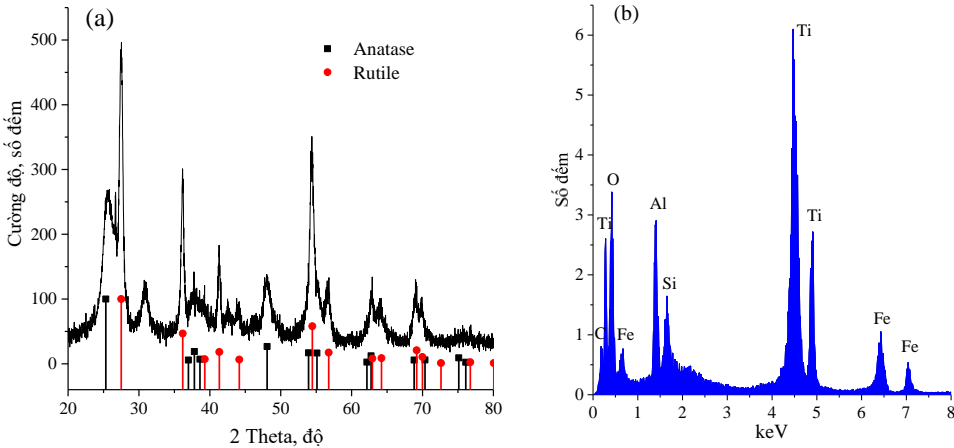 (a)
Cường độ, số đếm
500
400
300
200
100
0
Anatase
Rutile
20 30 40 50 60 70 80
2 Theta, độ
(b)
Số đếm
6
5
4
3
2
1
0
C
Ti
O
Fe
Al
Si
Ti
Ti
Fe
Fe
0 1 2 3 4 5 6 7 8
keV